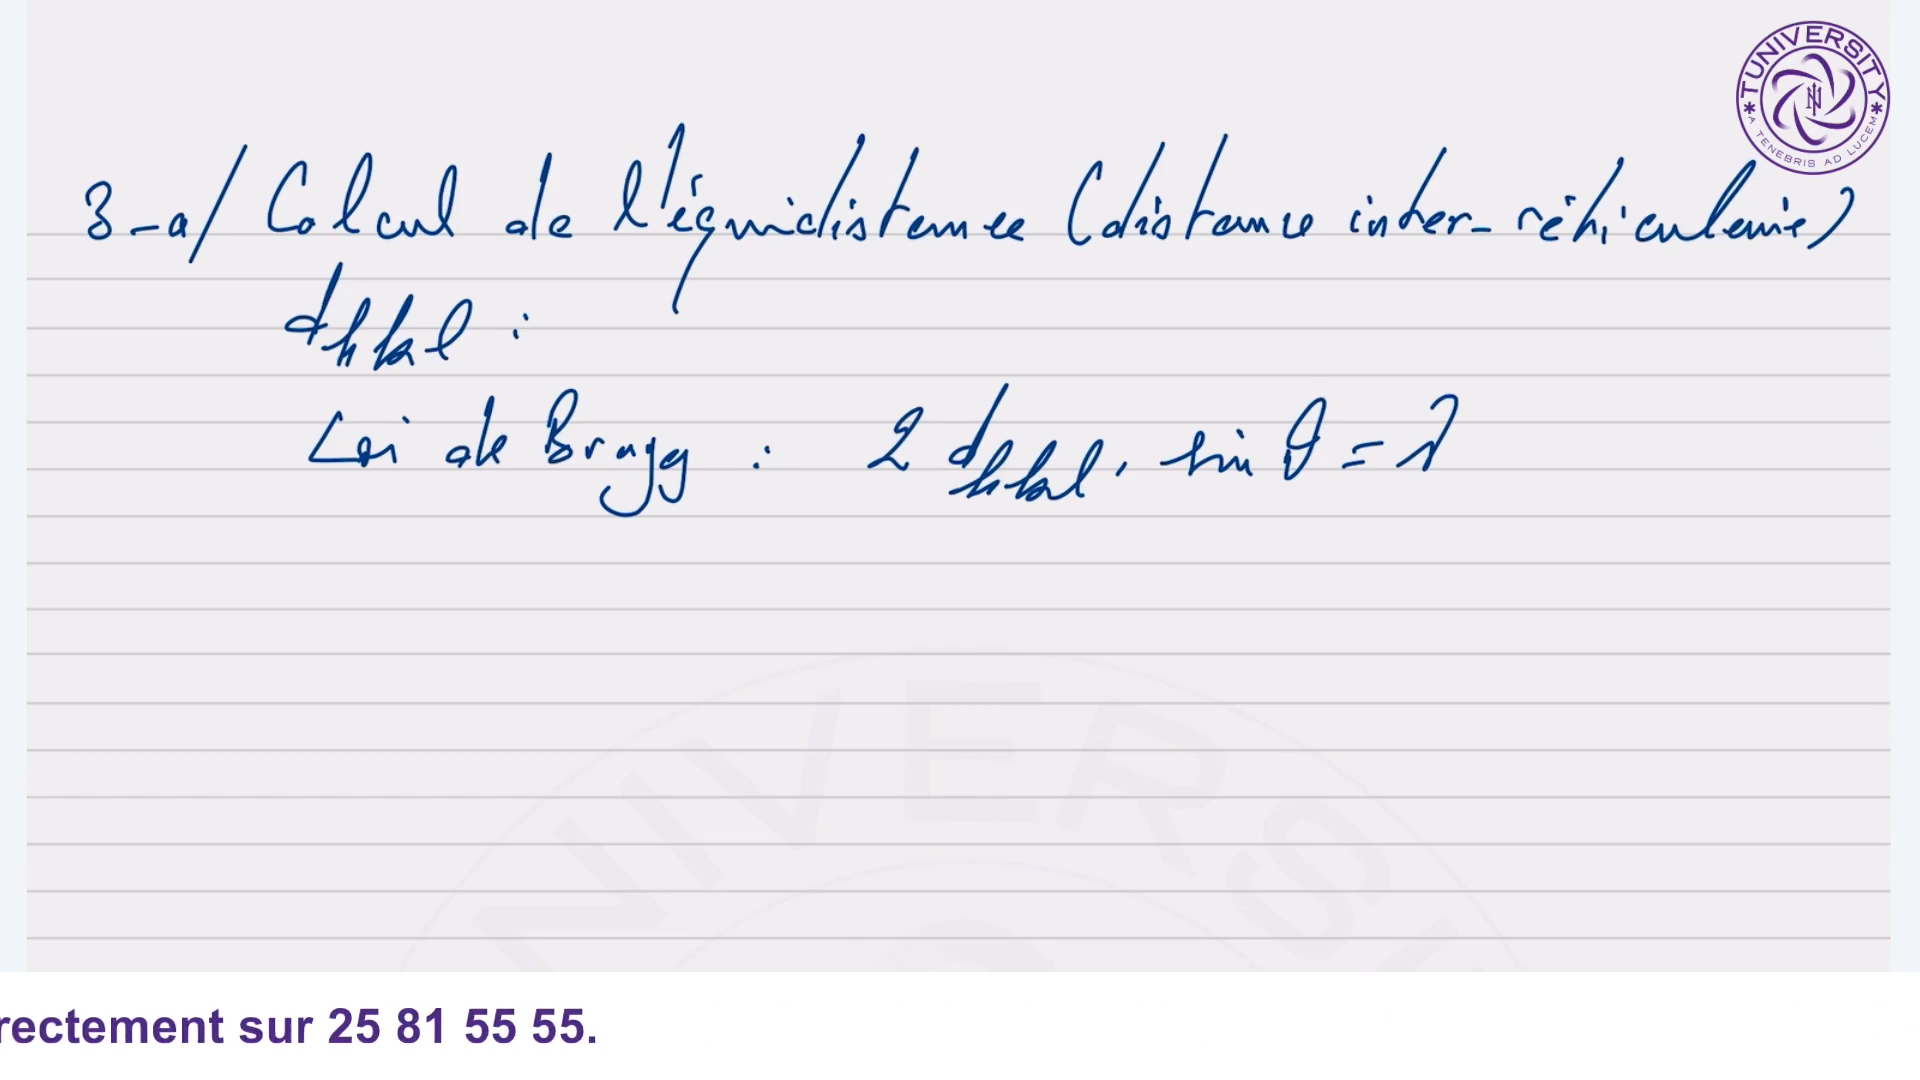 TUNIVERSITY
A TENEBRIS AD LUCEM
3-a/ Calcul de l'équidistance (distance inter-réticulaire)
dhkl :
Loi de Bragg : 2 dhkl . sin θ = λ
NIVERSI
rectement sur 25 81 55 55.